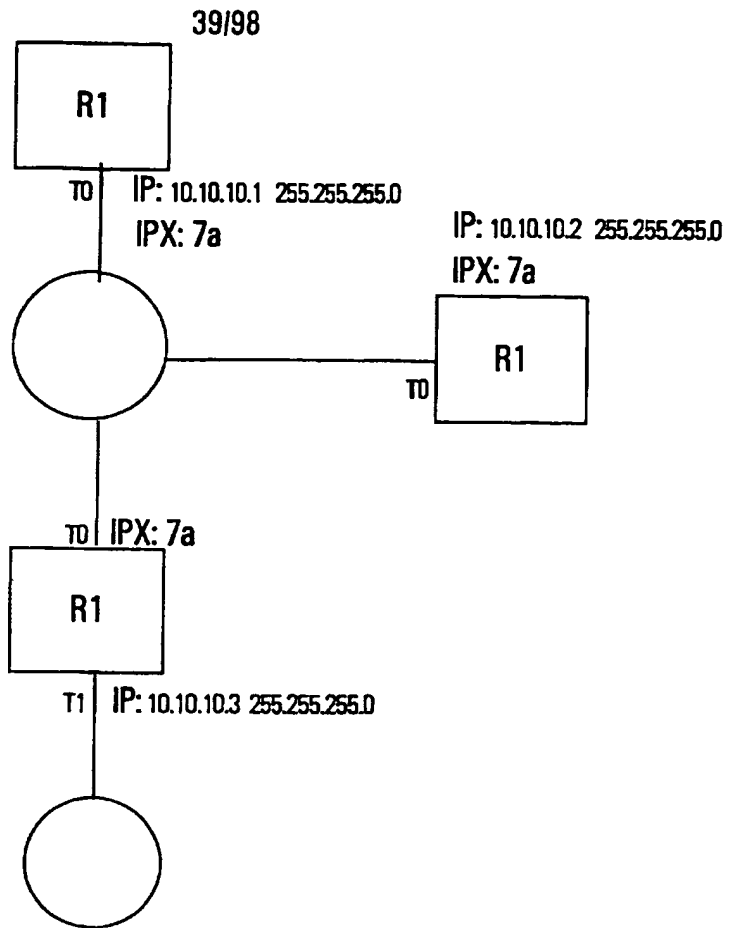 39/98
R1
T0 IP: 10.10.10.1 255.255.255.0
IPX: 7a
IP: 10.10.10.2 255.255.255.0
IPX: 7a
R1
T0
T0 IPX: 7a
R1
T1 IP: 10.10.10.3 255.255.255.0